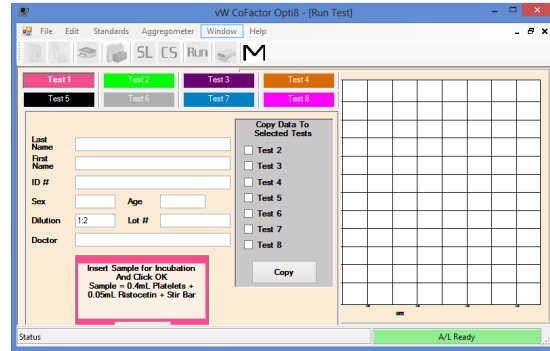 vW CoFactor Opti8 - [Run Test]
File Edit Standards Aggregometer Window Help
SL CS Run M
Test 1 Test 2 Test 3 Test 4
Test 5 Test 6 Test 7 Test 8
Copy Data To
Selected Tests
Last
Name
First
Name
ID #
Sex Age
Dilution 1:2 Lot #
Doctor
Test 2
Test 3
Test 4
Test 5
Test 6
Test 7
Test 8
Copy
Insert Sample for Incubation
And Click OK
Sample = 0.4mL Platelets +
0.05mL Ristocetin + Stir Bar
Status A/L Ready